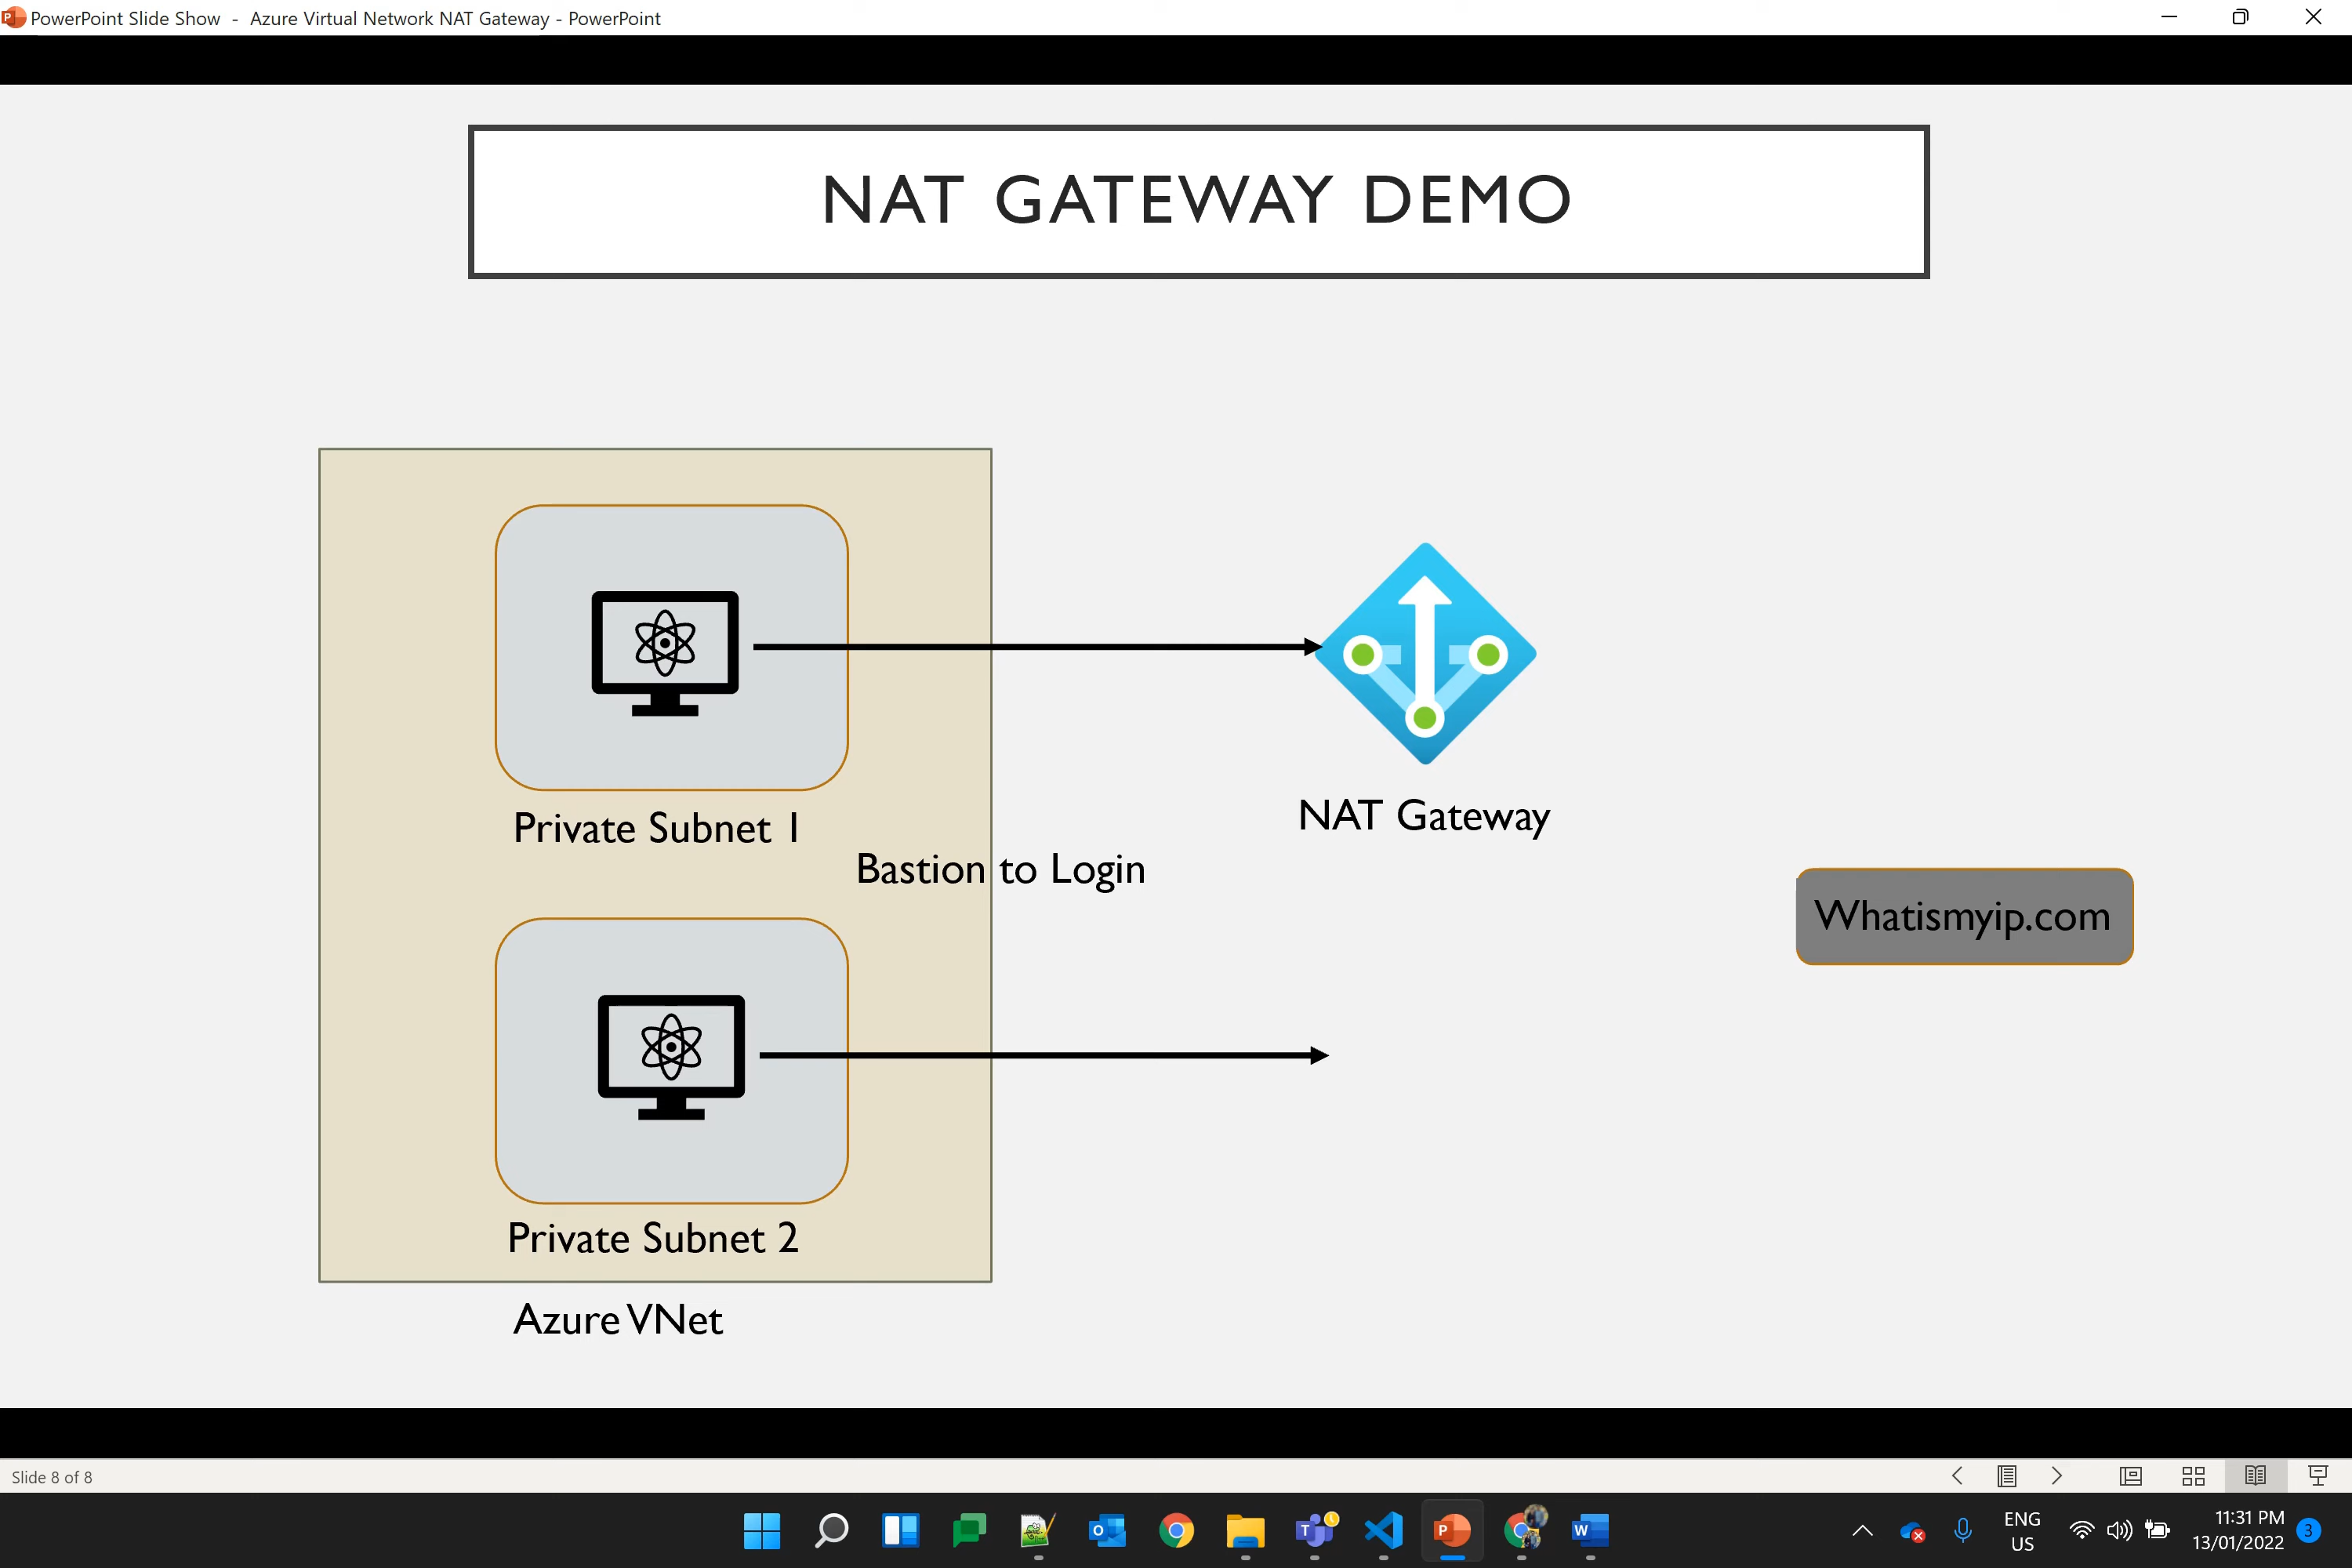 PowerPoint Slide Show - Azure Virtual Network NAT Gateway - PowerPoint
NAT GATEWAY DEMO
Private Subnet 1
NAT Gateway
Bastion to Login
Whatismyip.com
Private Subnet 2
Azure VNet
Slide 8 of 8
ENG
US
11:31 PM
13/01/2022
3